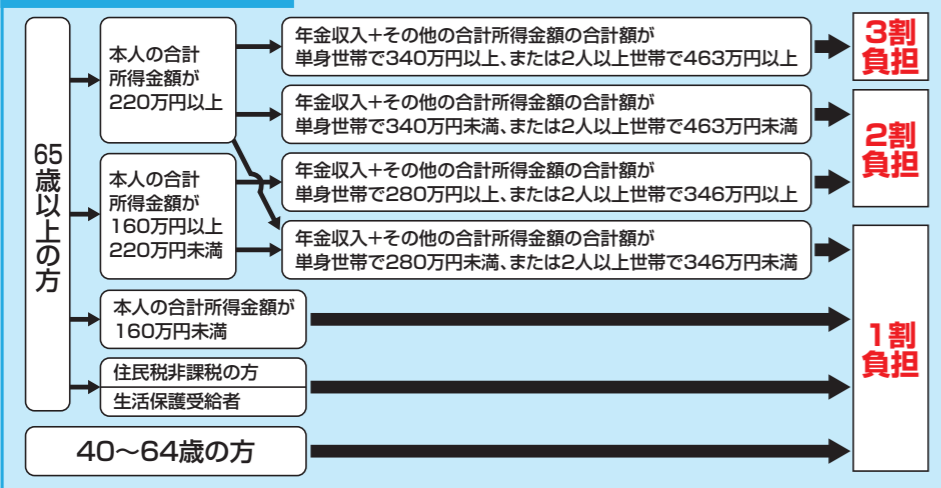 65歳以上の方
本人の合計
所得金額が
220万円以上
年金収入+その他の合計所得金額の合計額が
単身世帯で340万円以上、または2人以上世帯で463万円以上
3割
負担
年金収入+その他の合計所得金額の合計額が
単身世帯で340万円未満、または2人以上世帯で463万円未満
2割
負担
本人の合計
所得金額が
160万円以上
220万円未満
年金収入+その他の合計所得金額の合計額が
単身世帯で280万円以上、または2人以上世帯で346万円以上
年金収入+その他の合計所得金額の合計額が
単身世帯で280万円未満、または2人以上世帯で346万円未満
1割
負担
本人の合計所得金額が
160万円未満
住民税非課税の方
生活保護受給者
40〜64歳の方